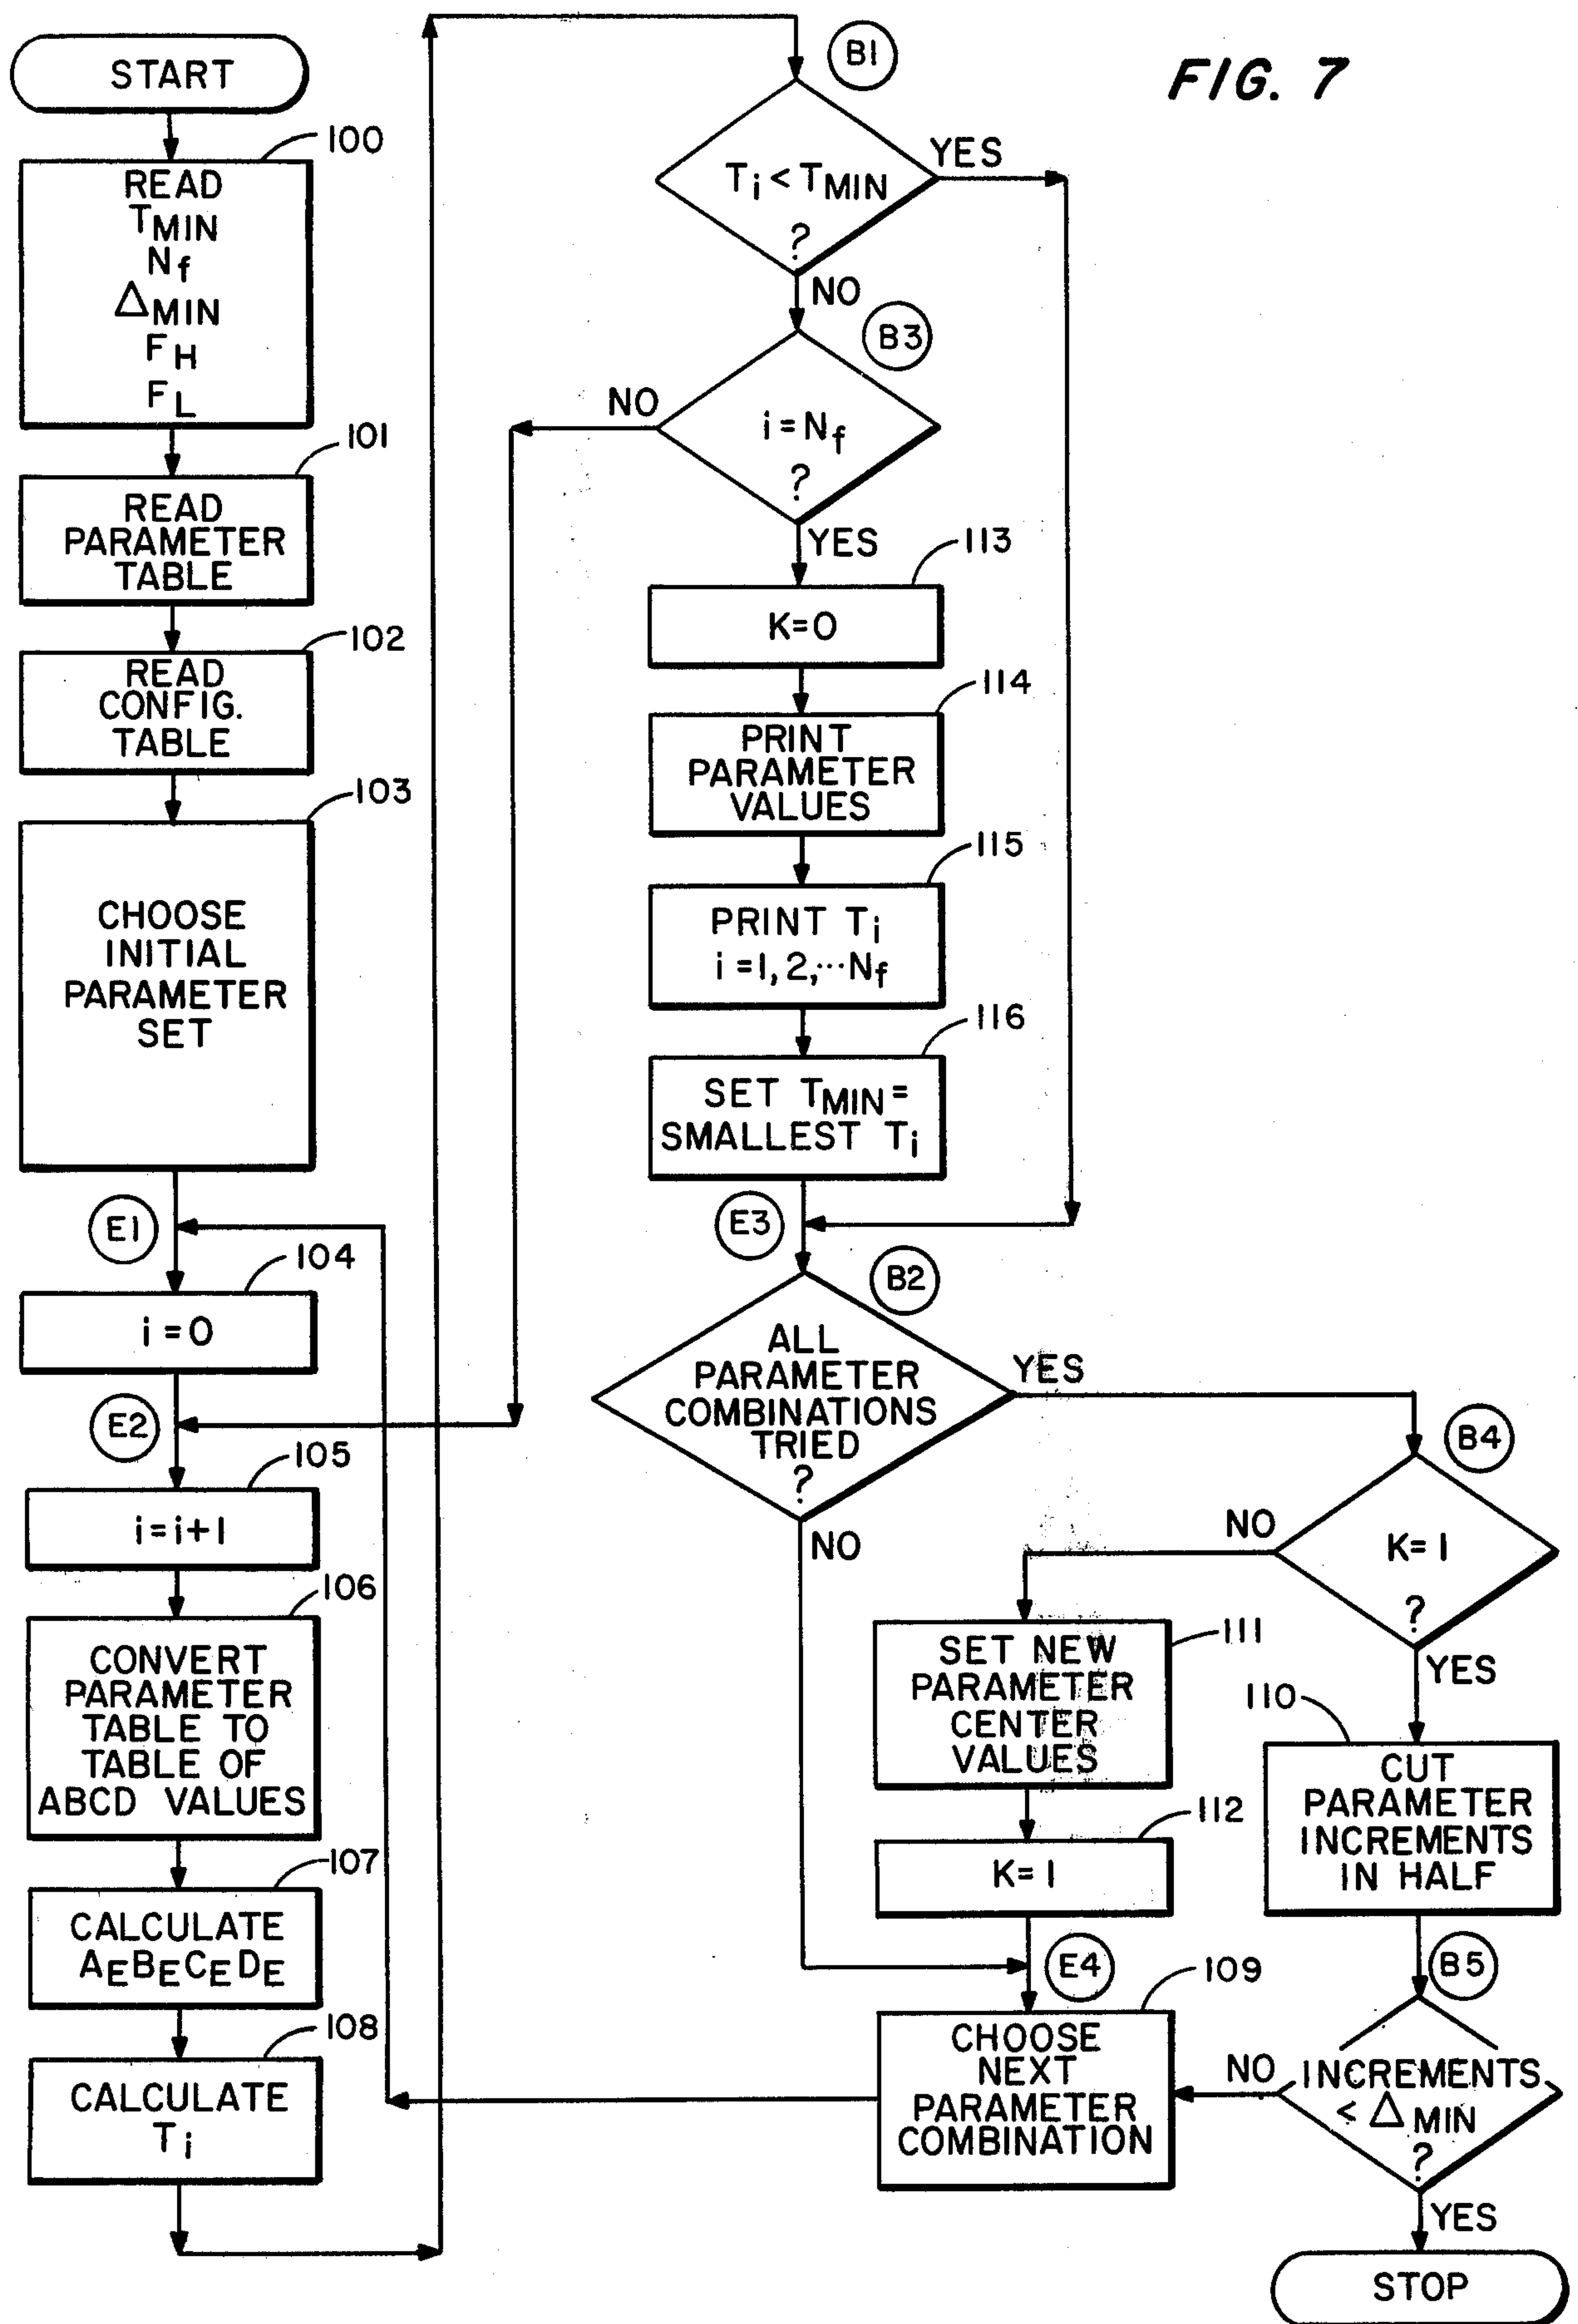 FIG. 7
START
100
READ
TMIN
Nf
ΔMIN
FH
FL
101
READ
PARAMETER
TABLE
102
READ
CONFIG.
TABLE
103
CHOOSE
INITIAL
PARAMETER
SET
E1
104
i=0
E2
105
i=i+1
106
CONVERT
PARAMETER
TABLE TO
TABLE OF
ABCD VALUES
107
CALCULATE
AEBECEDE
108
CALCULATE
Ti
B1
Ti<TMIN
?
YES
NO
B3
i=Nf
?
NO
YES
113
K=0
114
PRINT
PARAMETER
VALUES
115
PRINT Ti
i=1,2,···Nf
116
SET TMIN=
SMALLEST Ti
E3
B2
ALL
PARAMETER
COMBINATIONS
TRIED
?
YES
NO
B4
K=1
?
NO
YES
111
SET NEW
PARAMETER
CENTER
VALUES
112
K=1
E4
109
CHOOSE
NEXT
PARAMETER
COMBINATION
110
CUT
PARAMETER
INCREMENTS
IN HALF
B5
INCREMENTS
< ΔMIN
?
NO
YES
STOP